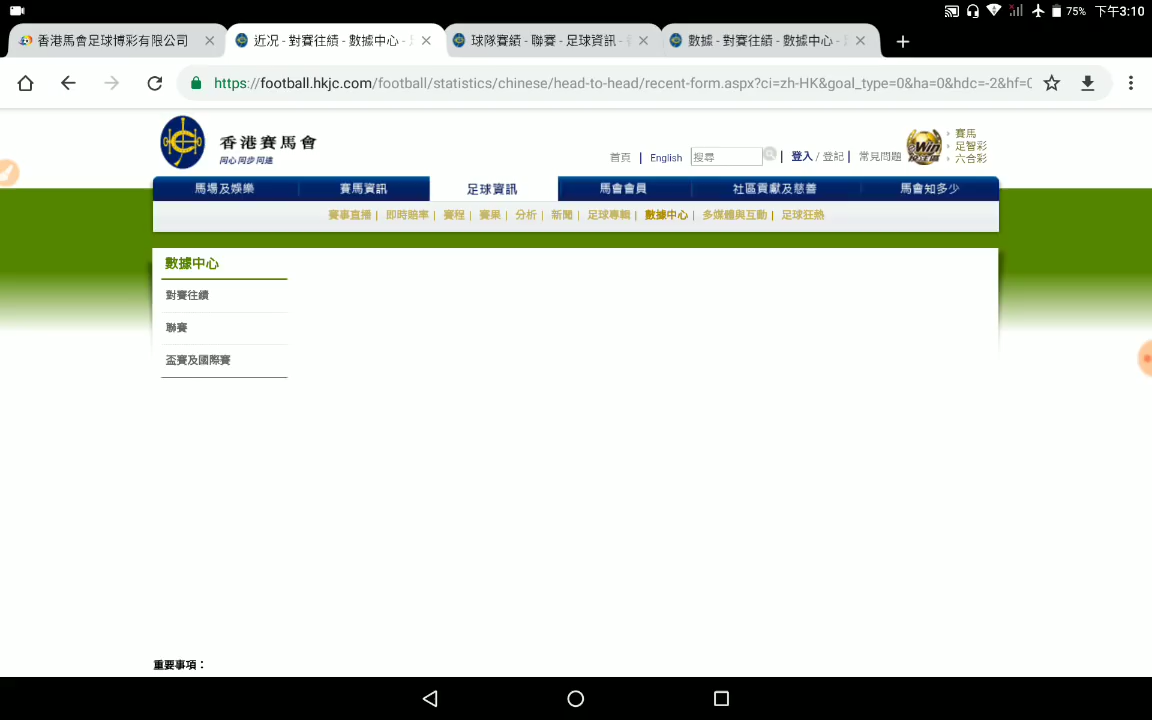 75% 下午3:10
香港馬會足球博彩有限公司
近況 - 對賽往績 - 數據中心 -
球隊賽績 - 聯賽 - 足球資訊 -
數據 - 對賽往績 - 數據中心 -
https://football.hkjc.com/football/statistics/chinese/head-to-head/recent-form.aspx?ci=zh-HK&goal_type=0&ha=0&hdc=-2&hf=0
香港賽馬會
同心同步同進
首頁 | English 搜尋 | 登入 / 登記 | 常見問題
eWin
賽馬
足智彩
六合彩
馬場及娛樂 賽馬資訊 足球資訊 馬會會員 社區貢獻及慈善 馬會知多少
賽事直播 | 即時賠率 | 賽程 | 賽果 | 分析 | 新聞 | 足球專輯 | 數據中心 | 多媒體與互動 | 足球狂熱
數據中心
對賽往績
聯賽
盃賽及國際賽
重要事項：